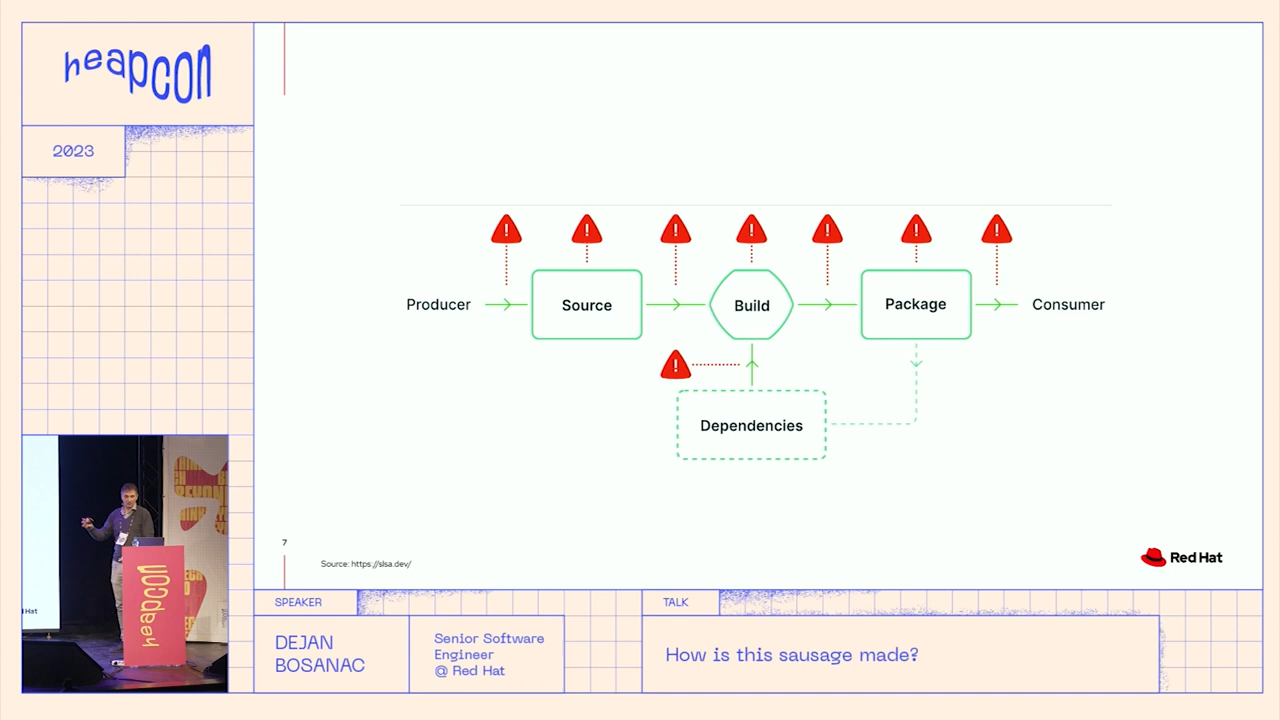 heapcon
2023
!
!
!
!
!
!
!
Producer
Source
Build
Package
Consumer
!
Dependencies
7
Source: https://slsa.dev/
Red Hat
heapcon
SPEAKER
TALK
DEJAN
BOSANAC
Senior Software
Engineer
@ Red Hat
How is this sausage made?